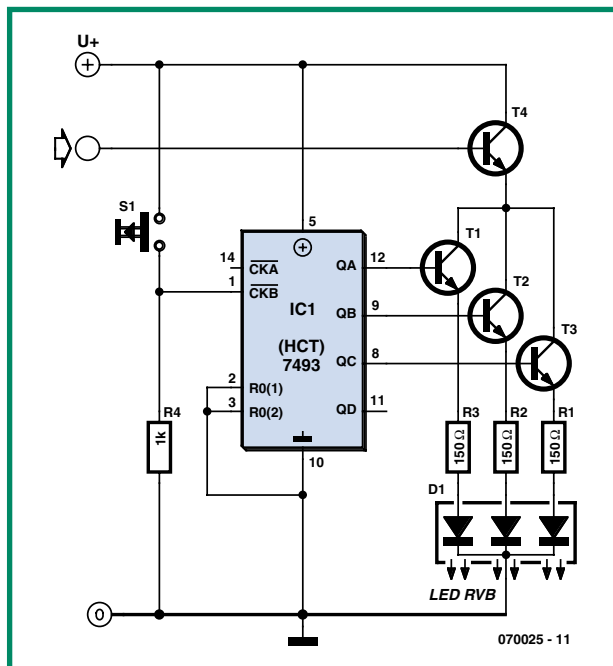 U+
T4
S1
5
T1
14
CKA
QA
12
1
CKB
IC1
QB
9
T2
(HCT)
7493
QC
8
T3
2
R0(1)
3
R0(2)
QD
11
R4
1k
10
R3
R2
R1
150Ω
150Ω
150Ω
D1
LED RVB
0
070025 - 11